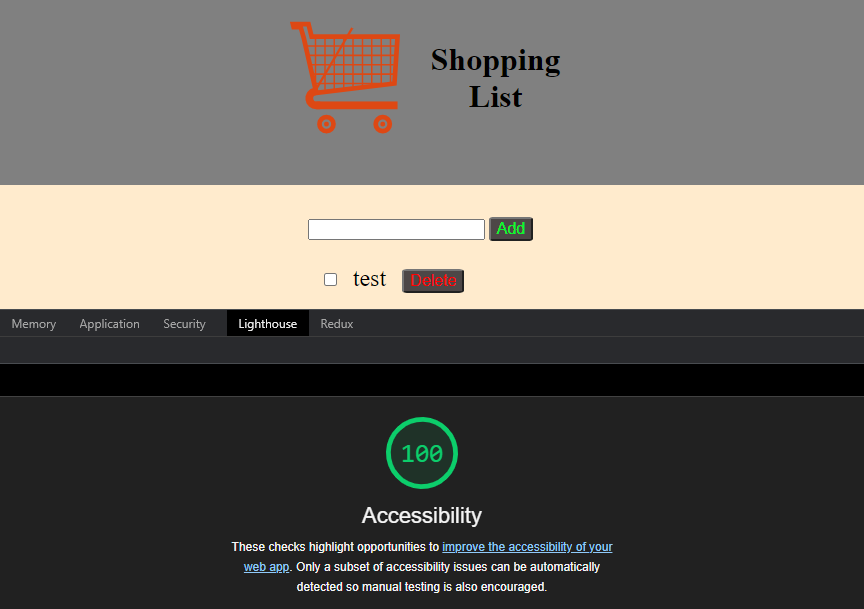 Shopping
List
Add
test Delete
Memory Application Security Lighthouse Redux
100
Accessibility
These checks highlight opportunities to improve the accessibility of your
web app. Only a subset of accessibility issues can be automatically
detected so manual testing is also encouraged.